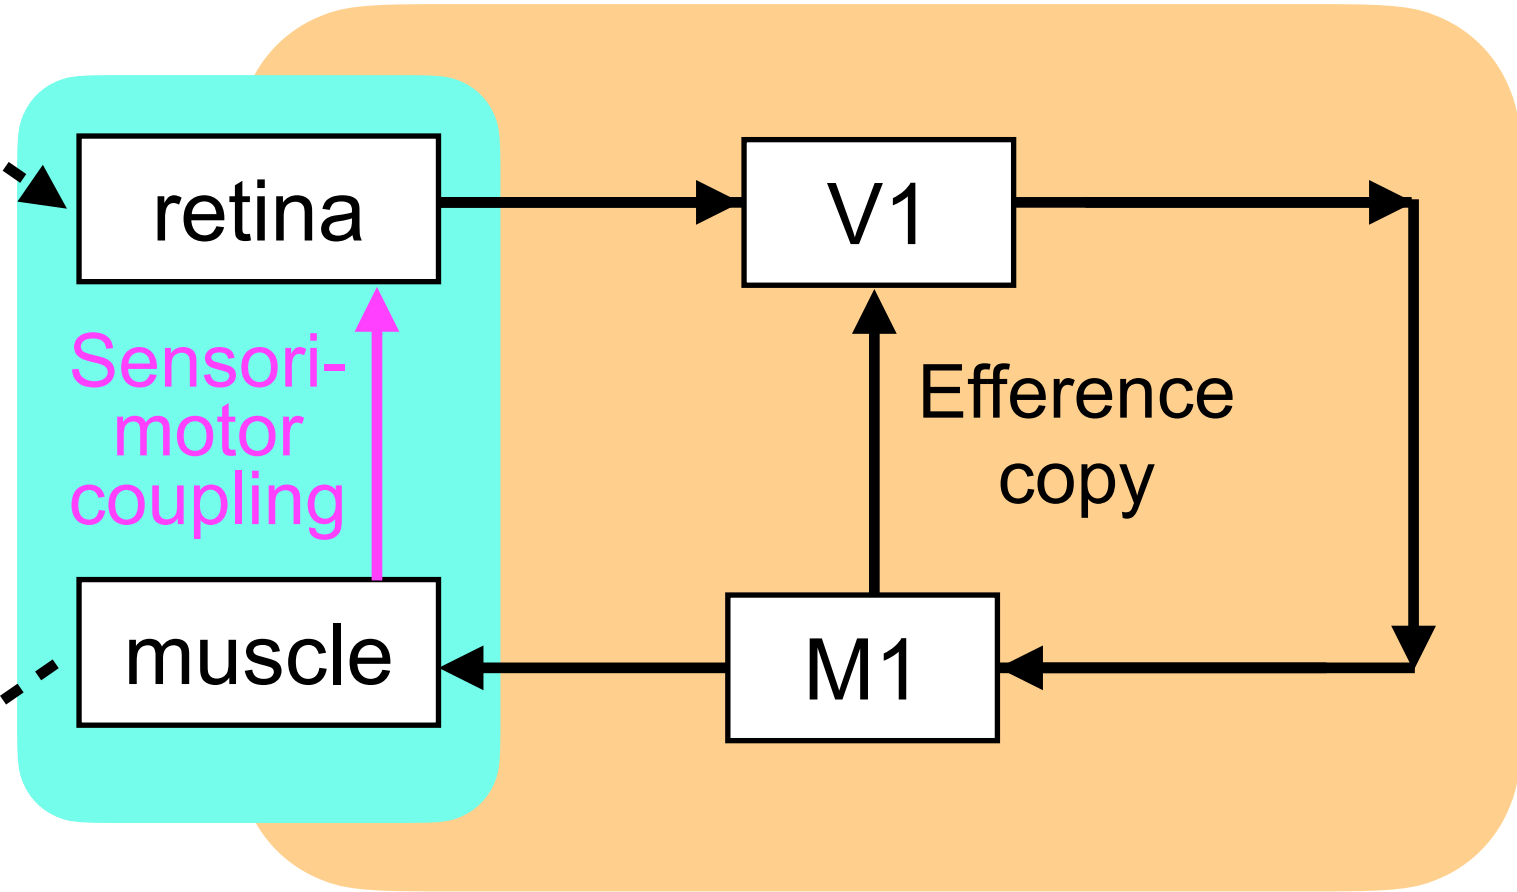 retina
V1
Sensori-
motor
coupling
Efference
copy
muscle
M1